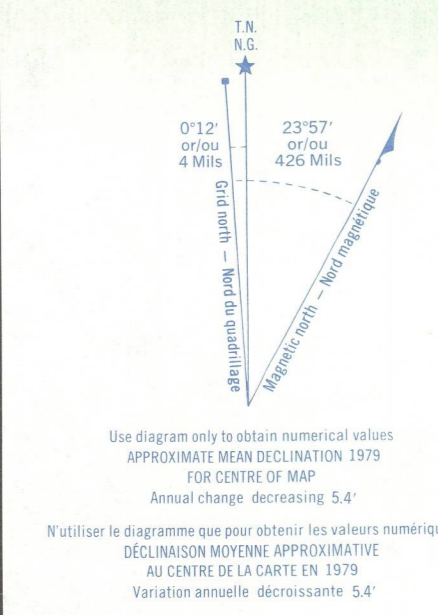 T.N.
N.G.
0°12′
or/ou
4 Mils
23°57′
or/ou
426 Mils
Grid north — Nord du quadrillage
Magnetic north — Nord magnétique
Use diagram only to obtain numerical values
APPROXIMATE MEAN DECLINATION 1979
FOR CENTRE OF MAP
Annual change decreasing 5.4′
N'utiliser le diagramme que pour obtenir les valeurs numériqu
DÉCLINAISON MOYENNE APPROXIMATIVE
AU CENTRE DE LA CARTE EN 1979
Variation annuelle décroissante 5.4′